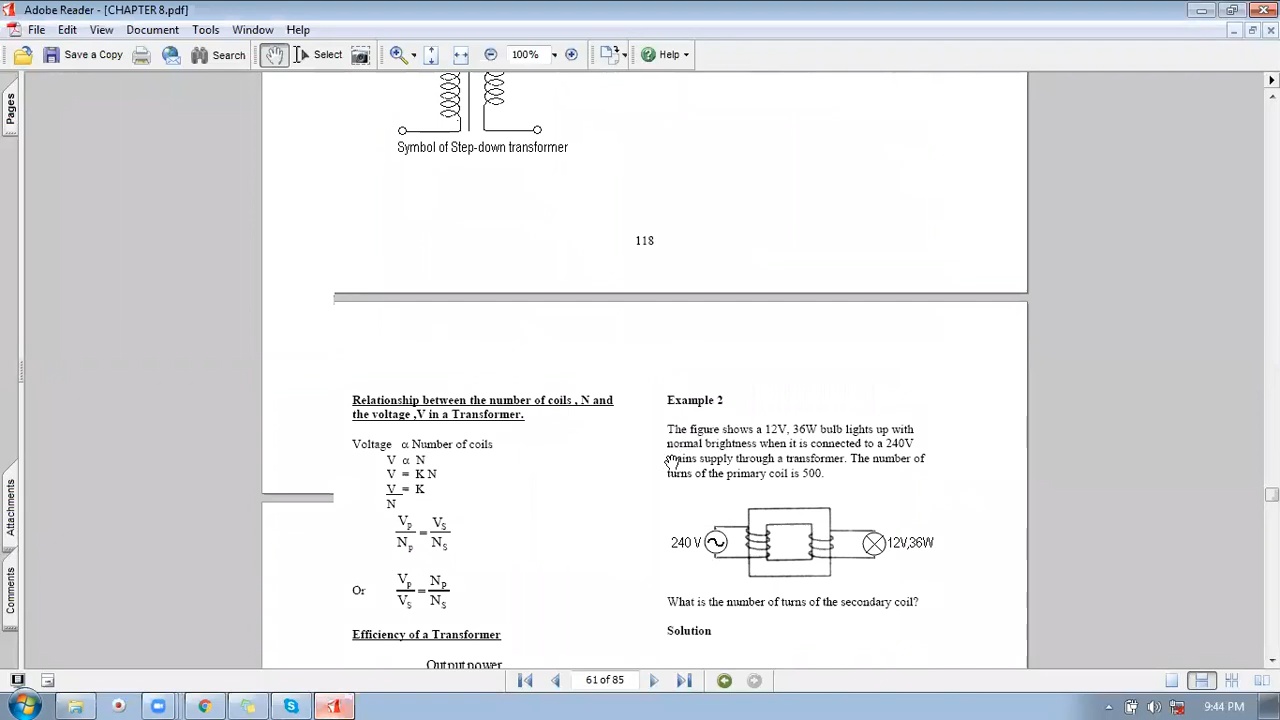 Adobe Reader - [CHAPTER 8.pdf]
File Edit View Document Tools Window Help
Save a Copy Search Select 100% Help
Pages
Attachments
Comments
Symbol of Step-down transformer
118
Relationship between the number of coils , N and
the voltage ,V in a Transformer.
Voltage α Number of coils
V α N
V = K N
V = K
N
Vp = VS
Np NS
Or Vp = Np
VS NS
Efficiency of a Transformer
Output power
Example 2
The figure shows a 12V, 36W bulb lights up with
normal brightness when it is connected to a 240V
mains supply through a transformer. The number of
turns of the primary coil is 500.
240 V 12V,36W
What is the number of turns of the secondary coil?
Solution
61 of 85
9:44 PM